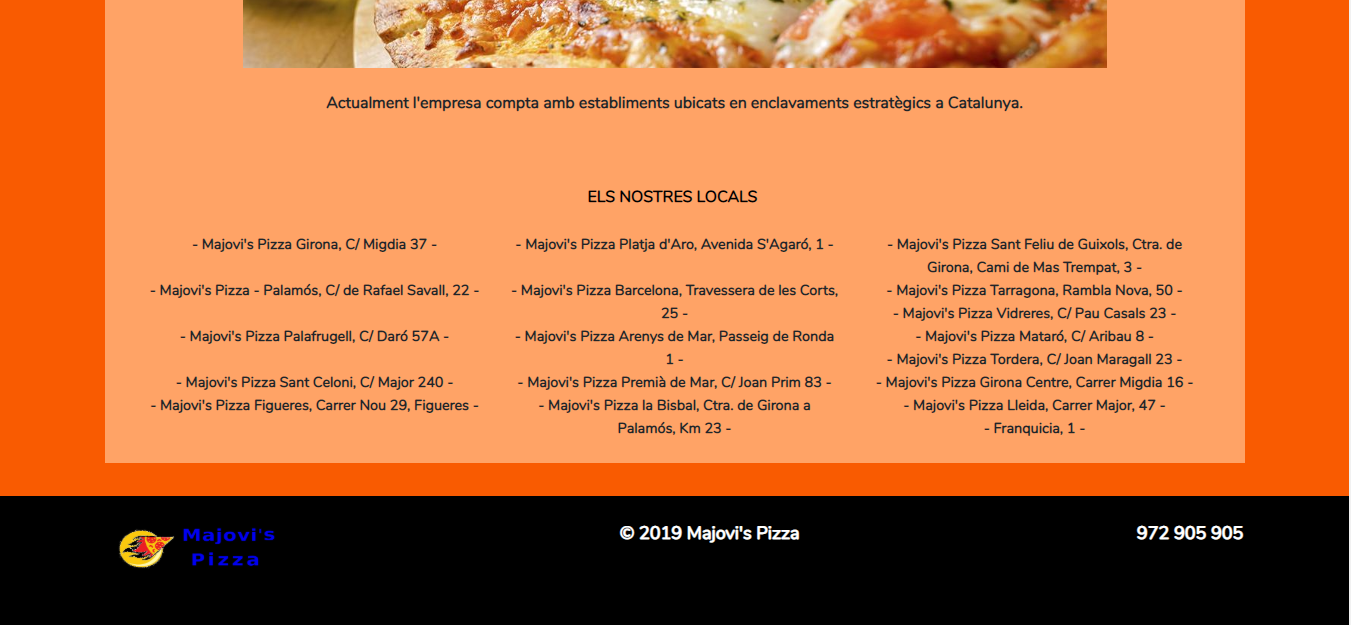 Actualment l'empresa compta amb establiments ubicats en enclavaments estratègics a Catalunya.
ELS NOSTRES LOCALS
- Majovi's Pizza Girona, C/ Migdia 37 -
- Majovi's Pizza - Palamós, C/ de Rafael Savall, 22 -
- Majovi's Pizza Palafrugell, C/ Daró 57A -
- Majovi's Pizza Sant Celoni, C/ Major 240 -
- Majovi's Pizza Figueres, Carrer Nou 29, Figueres -
- Majovi's Pizza Platja d'Aro, Avenida S'Agaró, 1 -
- Majovi's Pizza Barcelona, Travessera de les Corts,
25 -
- Majovi's Pizza Arenys de Mar, Passeig de Ronda
1 -
- Majovi's Pizza Premià de Mar, C/ Joan Prim 83 -
- Majovi's Pizza la Bisbal, Ctra. de Girona a
Palamós, Km 23 -
- Majovi's Pizza Sant Feliu de Guixols, Ctra. de
Girona, Cami de Mas Trempat, 3 -
- Majovi's Pizza Tarragona, Rambla Nova, 50 -
- Majovi's Pizza Vidreres, C/ Pau Casals 23 -
- Majovi's Pizza Mataró, C/ Aribau 8 -
- Majovi's Pizza Tordera, C/ Joan Maragall 23 -
- Majovi's Pizza Girona Centre, Carrer Migdia 16 -
- Majovi's Pizza Lleida, Carrer Major, 47 -
- Franquicia, 1 -
Majovi's
Pizza
© 2019 Majovi's Pizza
972 905 905